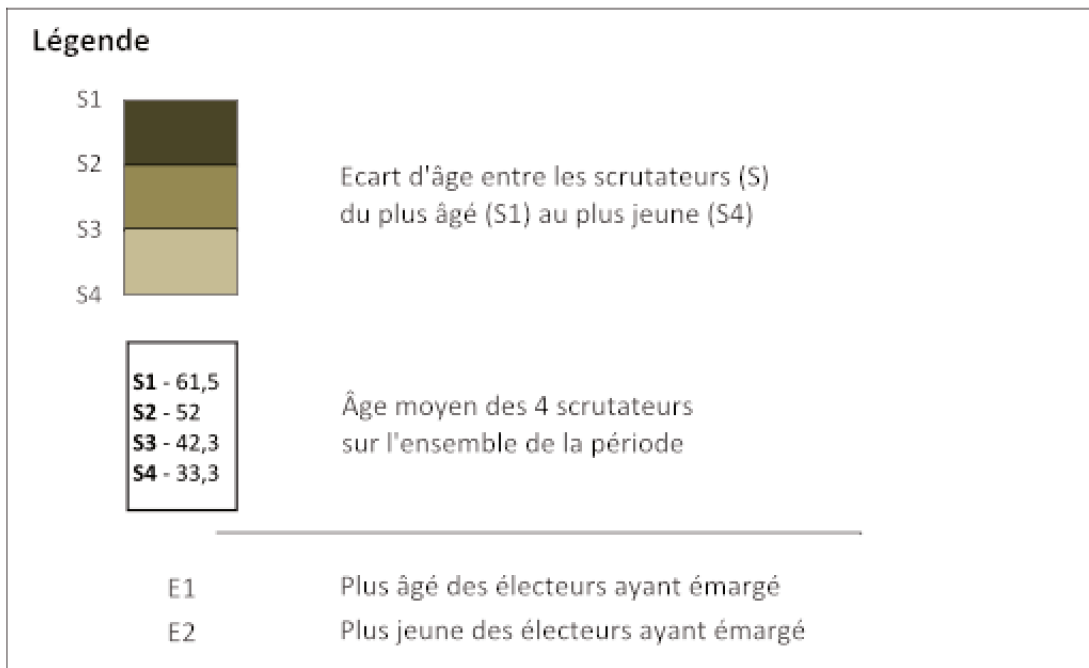 Légende
S1
S2
S3
S4
Ecart d'âge entre les scrutateurs (S)
du plus âgé (S1) au plus jeune (S4)
S1 - 61,5
S2 - 52
S3 - 42,3
S4 - 33,3
Âge moyen des 4 scrutateurs
sur l'ensemble de la période
E1 Plus âgé des électeurs ayant émargé
E2 Plus jeune des électeurs ayant émargé